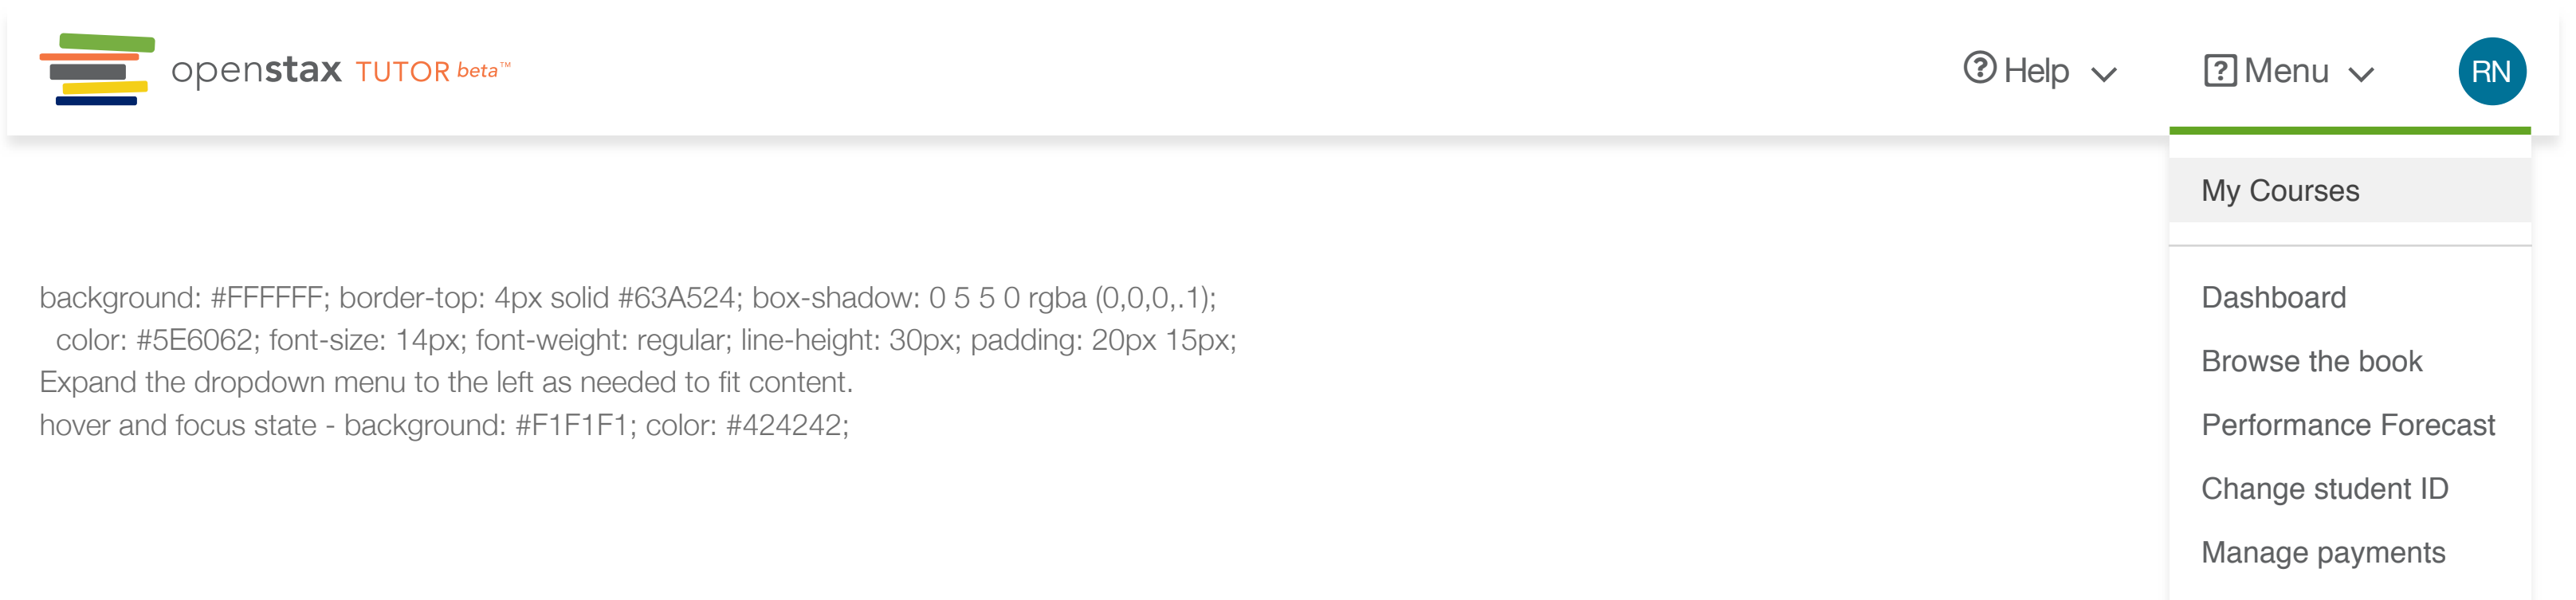 openstax TUTOR beta™
? Help
? Menu
RN
My Courses
background: #FFFFFF; border-top: 4px solid #63A524; box-shadow: 0 5 5 0 rgba (0,0,0,.1);
color: #5E6062; font-size: 14px; font-weight: regular; line-height: 30px; padding: 20px 15px;
Expand the dropdown menu to the left as needed to fit content.
hover and focus state - background: #F1F1F1; color: #424242;
Dashboard
Browse the book
Performance Forecast
Change student ID
Manage payments